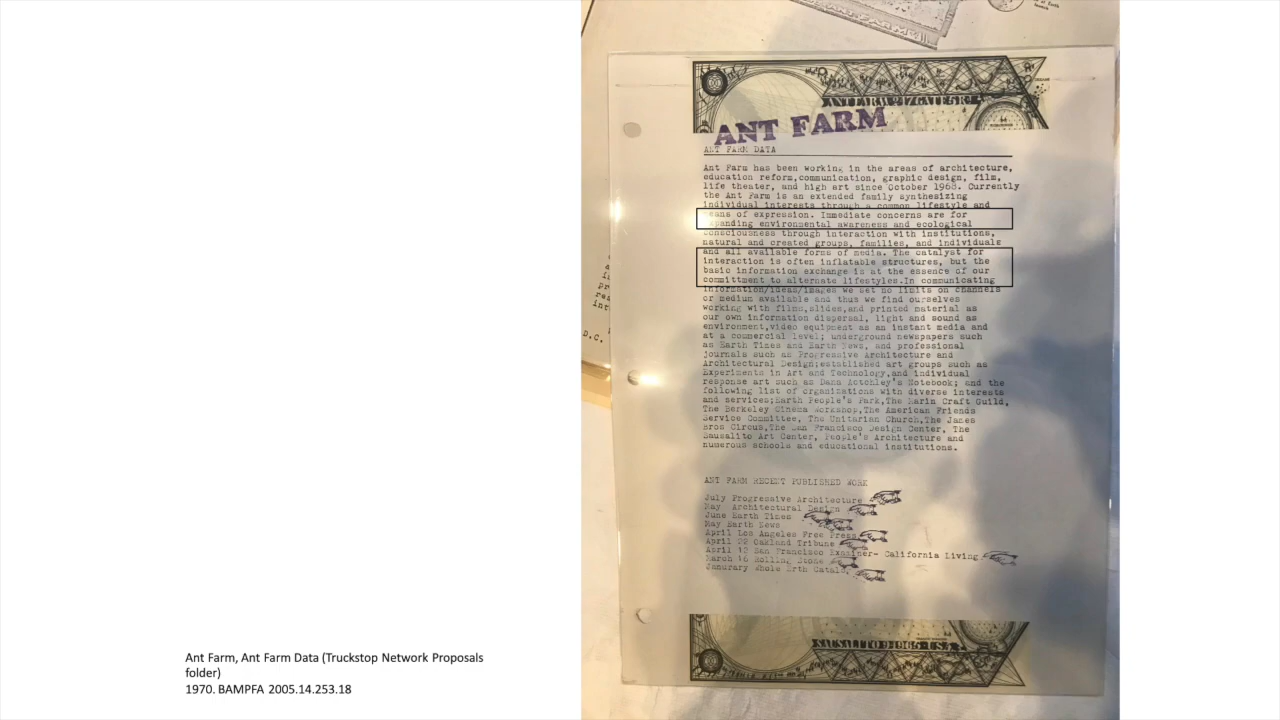 ANT FARM
ANT FARM DATA
Ant Farm has been working in the areas of architecture,
education reform,communication, graphic design, film,
life theater, and high art since October 1968. Currently
the Ant Farm is an extended family synthesizing
individual interests through a common lifestyle and
means of expression. Immediate concerns are for
expanding environmental awareness and ecological
consciousness through interaction with institutions,
natural and created groups, families, and individuals
and all available forms of media. The catalyst for
interaction is often inflatable structures, but the
basic information exchange is at the essence of our
committment to alternate lifestyles.In communicating
information/ideas/images we set no limits on channels
or medium available and thus we find ourselves
working with films,slides,and printed material as
our own information dispersal, light and sound as
environment,video equipment as an instant media and
at a commercial level; underground newspapers such
as Earth Times and Earth News, and professional
journals such as Progressive Architecture and
Architectural Design;established art groups such as
Experiments in Art and Technology,and individual
response art such as Dana Atchley's Notebook; and the
following list of organizations with diverse interests
and services;Earth People's Park,The Marin Craft Guild,
The Berkeley Cinema Workshop,The American Friends
Service Committee, The Unitarian Church,The James
Bros Circus,The San Francisco Design Center, The
Sausalito Art Center, People's Architecture and
numerous schools and educational institutions.
ANT FARM RECENT PUBLISHED WORK
July Progressive Architecture
May Architectural Design
June Earth Times
May Earth News
April Los Angeles Free Press
April 22 Oakland Tribune
April 12 San Francisco Examiner- California Living
March 16 Rolling Stone
Janurary Whole Erth Catalo
SAUSALITO 94965 USA
D.C.
Ant Farm, Ant Farm Data (Truckstop Network Proposals
folder)
1970. BAMPFA 2005.14.253.18